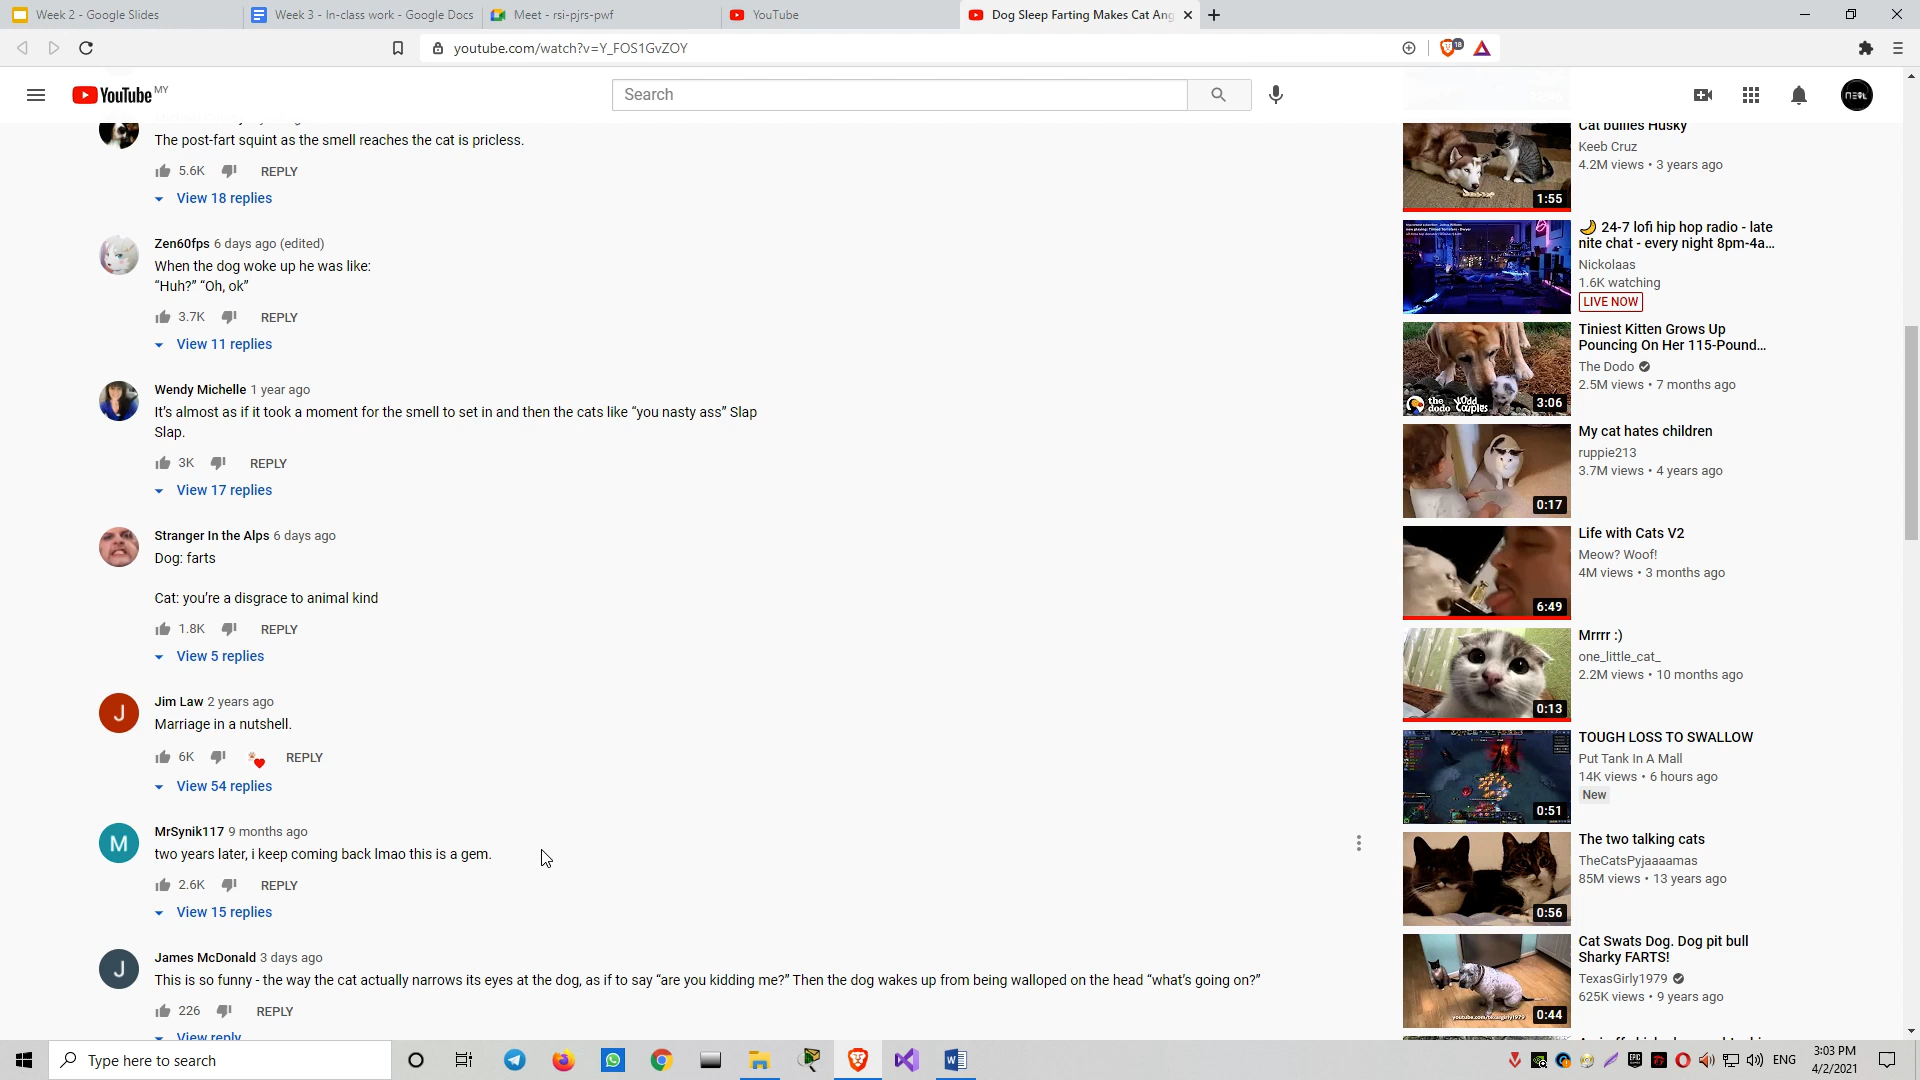 Week 2 - Google Slides
Week 3 - In-class work - Google Docs
Meet - rsi-pjrs-pwf
YouTube
Dog Sleep Farting Makes Cat Ang
youtube.com/watch?v=Y_FOS1GvZOY
18
YouTube MY
Search
The post-fart squint as the smell reaches the cat is pricless.
5.6K REPLY
View 18 replies
Zen60fps 6 days ago (edited)
When the dog woke up he was like:
“Huh?” “Oh, ok”
3.7K REPLY
View 11 replies
Wendy Michelle 1 year ago
It’s almost as if it took a moment for the smell to set in and then the cats like “you nasty ass” Slap
Slap.
3K REPLY
View 17 replies
Stranger In the Alps 6 days ago
Dog: farts
Cat: you’re a disgrace to animal kind
1.8K REPLY
View 5 replies
J
Jim Law 2 years ago
Marriage in a nutshell.
6K REPLY
View 54 replies
M
MrSynik117 9 months ago
two years later, i keep coming back lmao this is a gem.
2.6K REPLY
View 15 replies
J
James McDonald 3 days ago
This is so funny - the way the cat actually narrows its eyes at the dog, as if to say “are you kidding me?” Then the dog wakes up from being walloped on the head “what’s going on?”
226 REPLY
View reply
Cat bullies Husky
Keeb Cruz
4.2M views • 3 years ago
1:55
24-7 lofi hip hop radio - late
nite chat - every night 8pm-4a...
Nickolaas
1.6K watching
LIVE NOW
Tiniest Kitten Grows Up
Pouncing On Her 115-Pound...
The Dodo
2.5M views • 7 months ago
the dodo Odd Couples
3:06
My cat hates children
ruppie213
3.7M views • 4 years ago
0:17
Life with Cats V2
Meow? Woof!
4M views • 3 months ago
6:49
Mrrrr :)
one_little_cat_
2.2M views • 10 months ago
0:13
TOUGH LOSS TO SWALLOW
Put Tank In A Mall
14K views • 6 hours ago
New
0:51
The two talking cats
TheCatsPyjaaaamas
85M views • 13 years ago
0:56
Cat Swats Dog. Dog pit bull
Sharky FARTS!
TexasGirly1979
625K views • 9 years ago
youtube.com/texasgirly1979
0:44
Type here to search
ENG
3:03 PM
4/2/2021